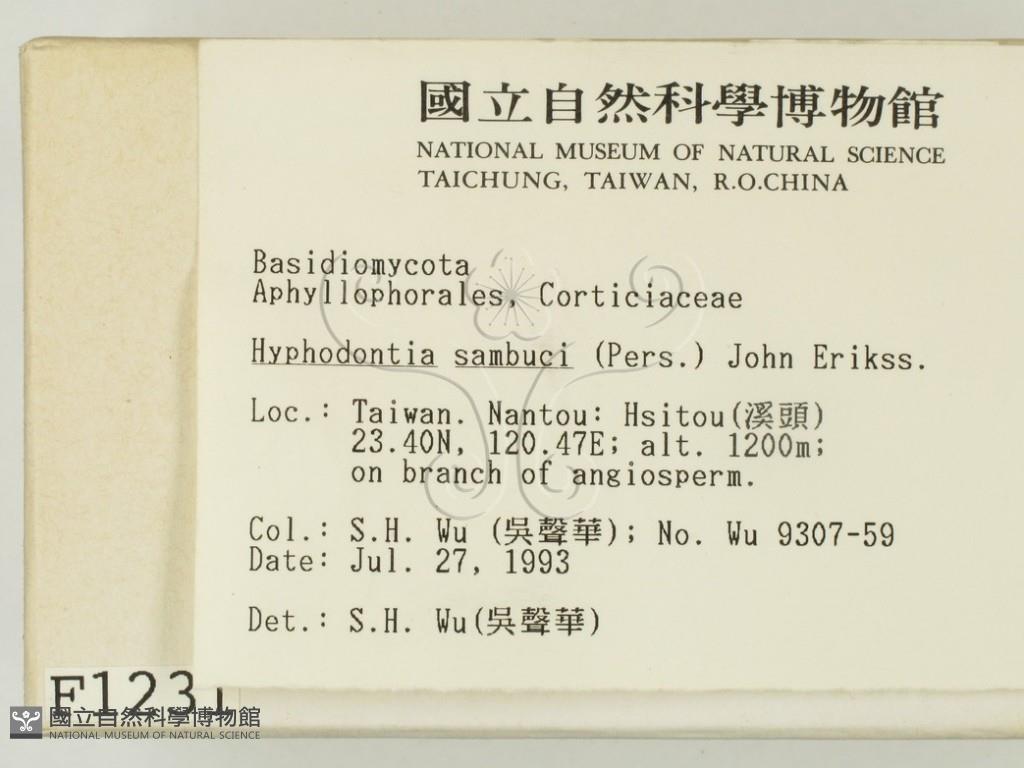 國立自然科學博物館
NATIONAL MUSEUM OF NATURAL SCIENCE
TAICHUNG, TAIWAN, R.O.CHINA
Basidiomycota
Aphyllophorales, Corticiaceae
Hyphodontia sambuci (Pers.) John Erikss.
Loc.: Taiwan. Nantou: Hsitou(溪頭)
23.40N, 120.47E; alt. 1200m;
on branch of angiosperm.
Col.: S.H. Wu (吳聲華); No. Wu 9307-59
Date: Jul. 27, 1993
Det.: S.H. Wu(吳聲華)
F1231
國立自然科學博物館
NATIONAL MUSEUM OF NATURAL SCIENCE